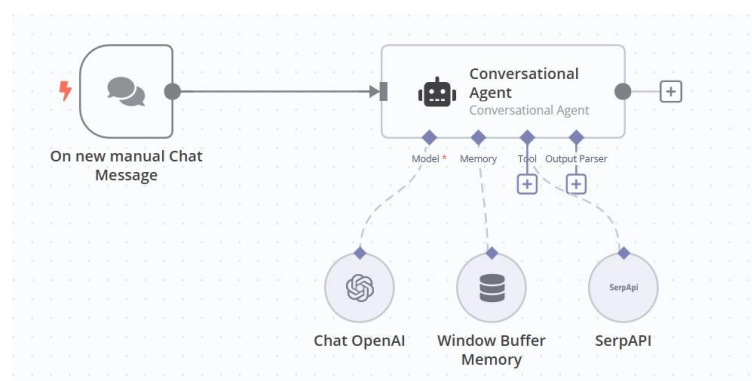 Conversational
Agent
Conversational Agent
On new manual Chat
Message
Model *
Memory
Tool
Output Parser
SerpApi
Chat OpenAI
Window Buffer
Memory
SerpAPI